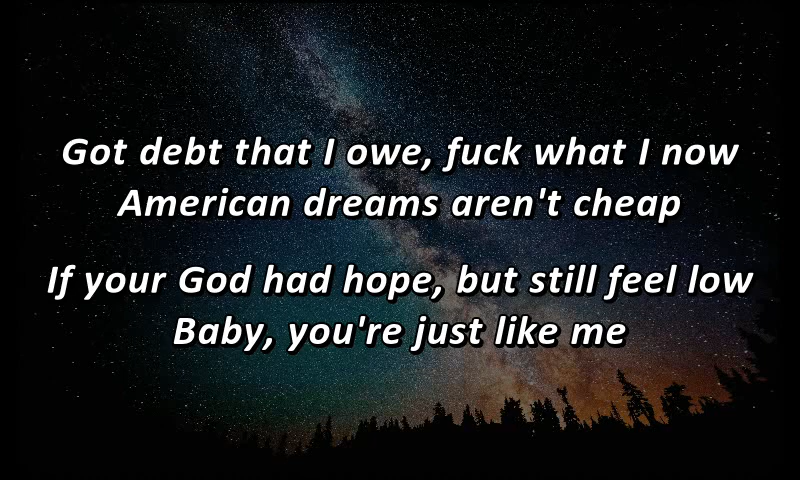 Got debt that I owe, fuck what I now
American dreams aren't cheap
If your God had hope, but still feel low
Baby, you're just like me